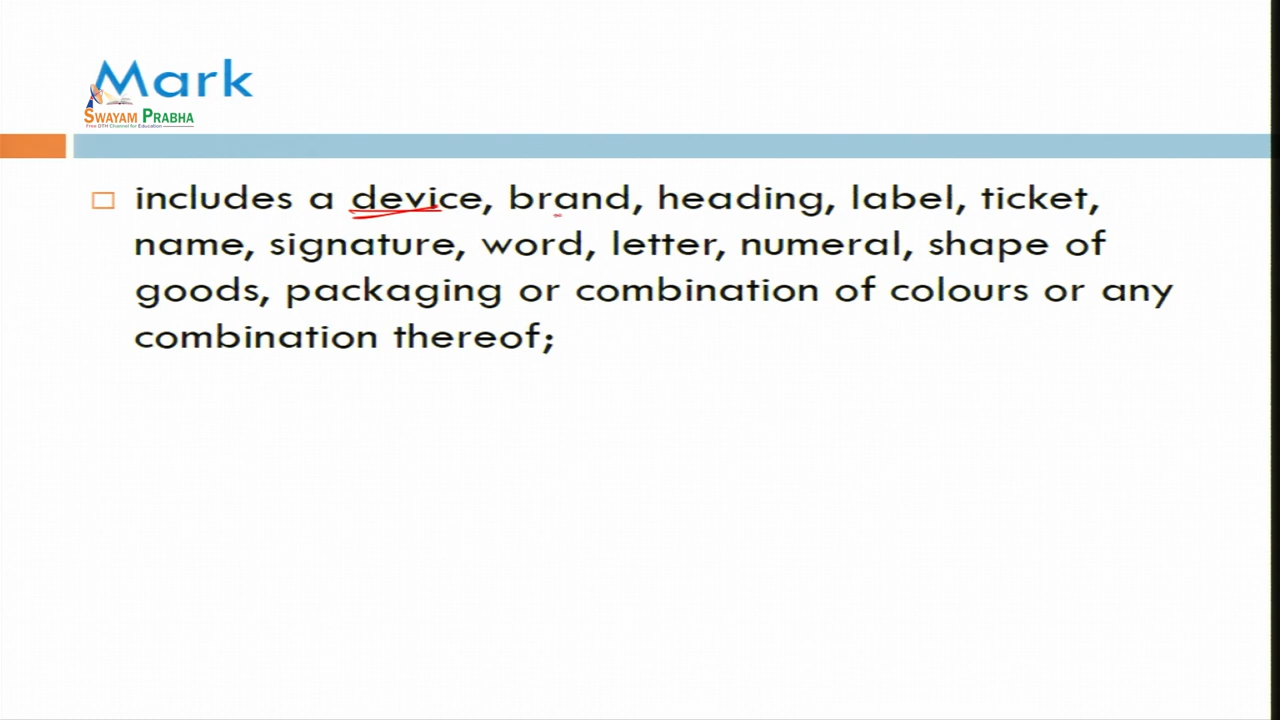 Mark
SWAYAM PRABHA
Free DTH Channel for Education
includes a device, brand, heading, label, ticket,
name, signature, word, letter, numeral, shape of
goods, packaging or combination of colours or any
combination thereof;